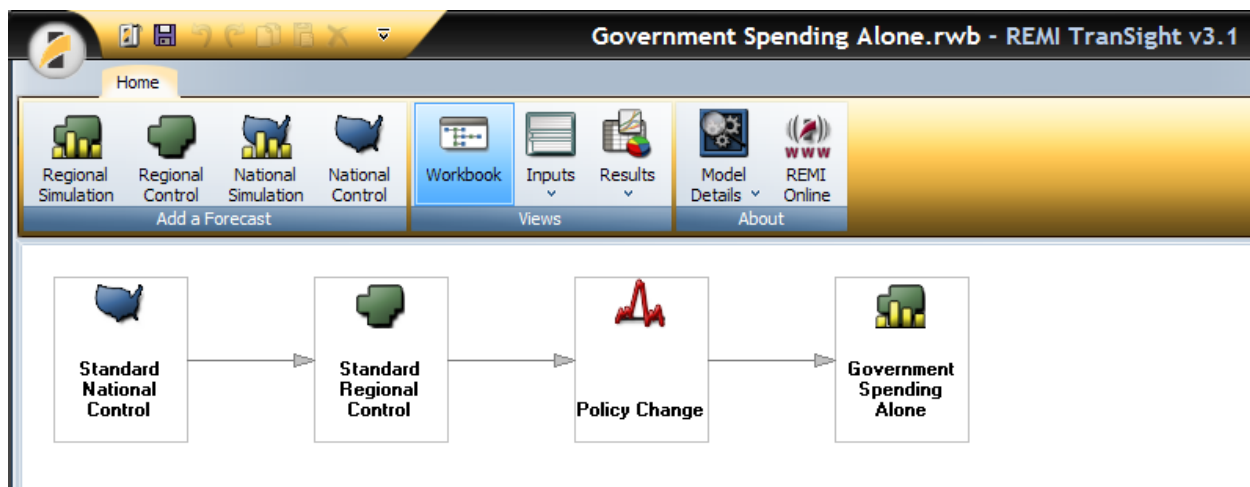 Government Spending Alone.rwb - REMI TranSight v3.1
Home
Regional Simulation
Regional Control
National Simulation
National Control
Workbook
Inputs
Results
Model Details
WWW
REMI Online
Add a Forecast
Views
About
Standard
National
Control
Standard
Regional
Control
Policy Change
Government
Spending
Alone